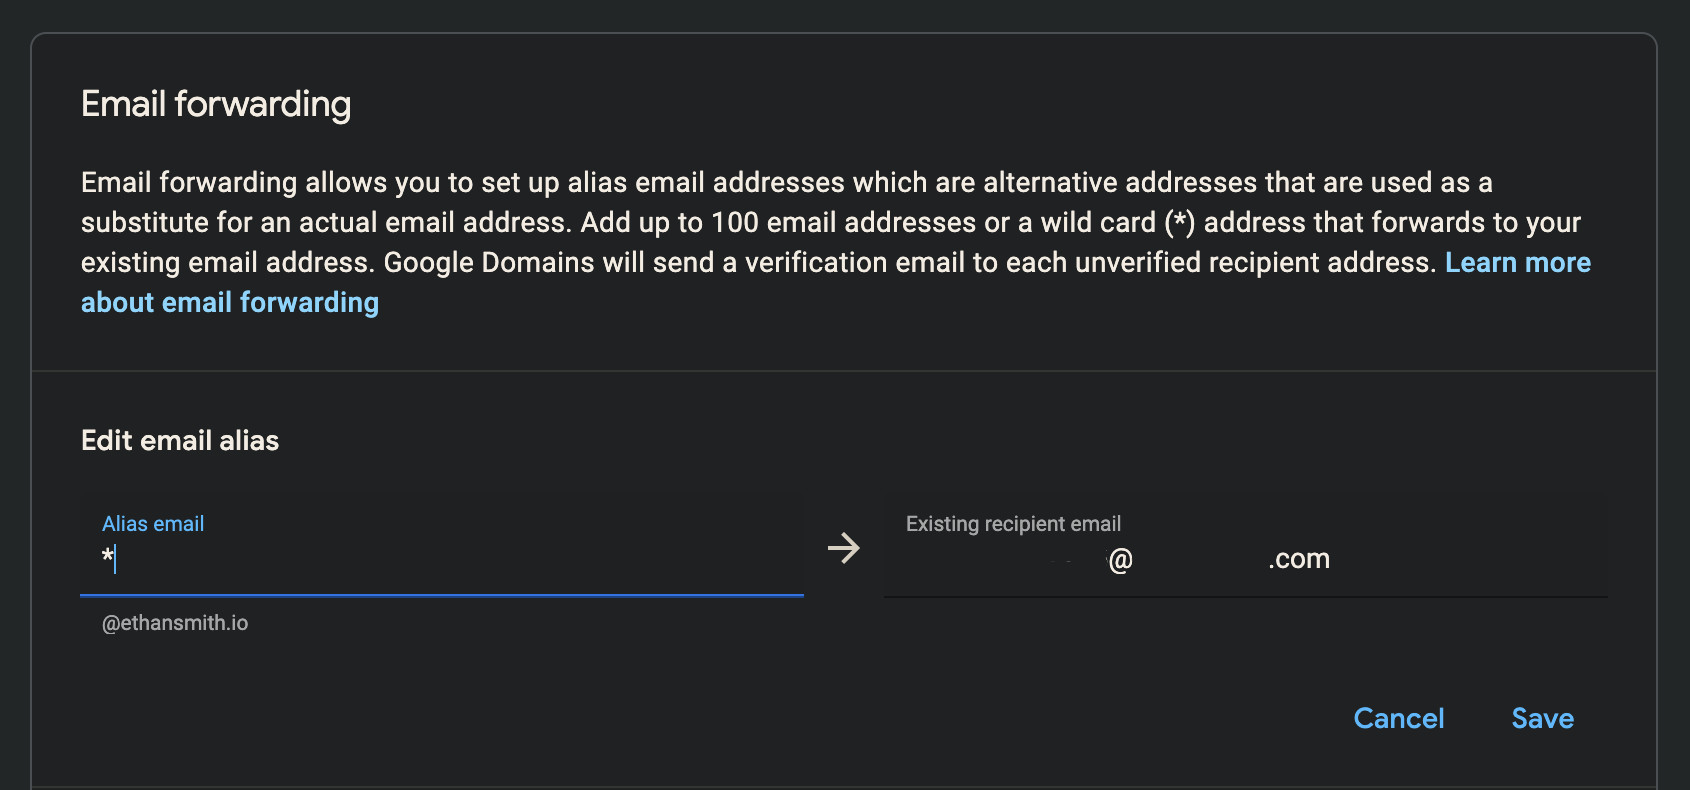 Email forwarding
Email forwarding allows you to set up alias email addresses which are alternative addresses that are used as a
substitute for an actual email address. Add up to 100 email addresses or a wild card (*) address that forwards to your
existing email address. Google Domains will send a verification email to each unverified recipient address. Learn more
about email forwarding
Edit email alias
Alias email
*
@ethansmith.io
Existing recipient email
@ .com
Cancel Save